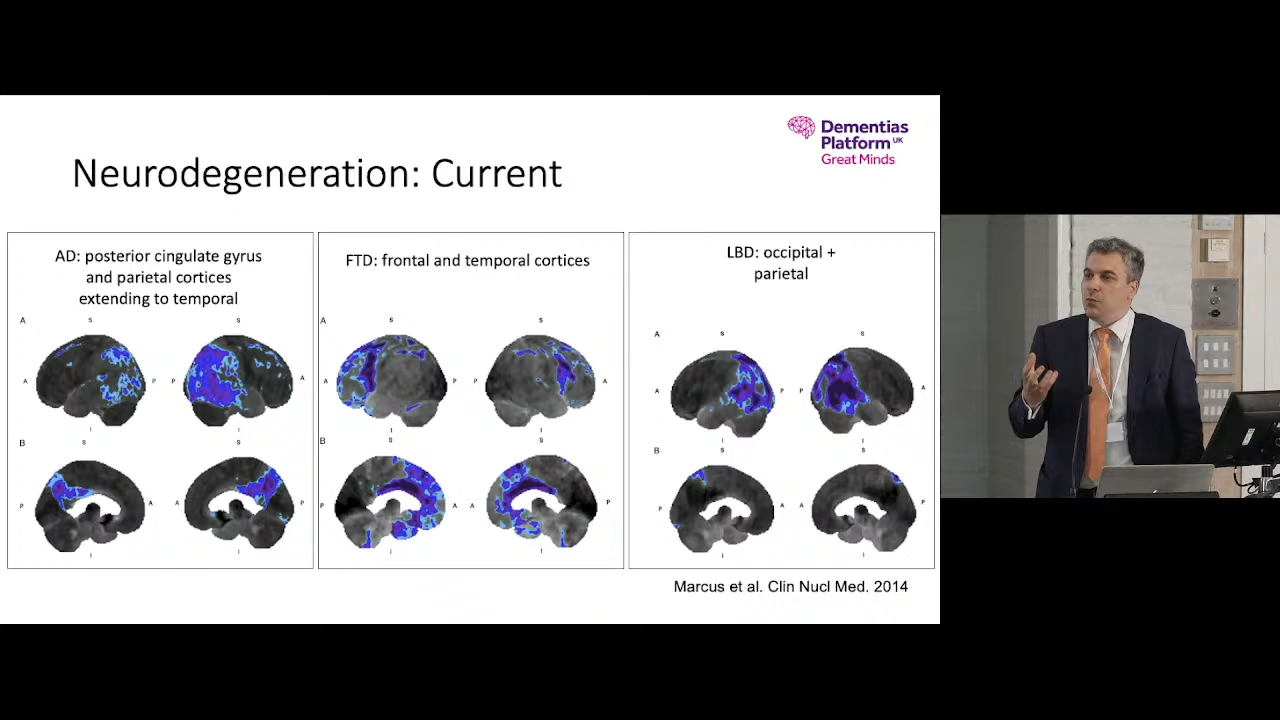 Dementias
Platform UK
Great Minds
Neurodegeneration: Current
AD: posterior cingulate gyrus
and parietal cortices
extending to temporal
A
S
S
A
P
P
A
I
I
B
S
S
P
A
A
P
I
I
FTD: frontal and temporal cortices
A
S
S
A
P
P
A
I
I
B
S
S
P
A
A
P
I
I
LBD: occipital +
parietal
A
S
S
A
P
P
A
I
I
B
S
S
P
A
A
P
I
I
Marcus et al. Clin Nucl Med. 2014